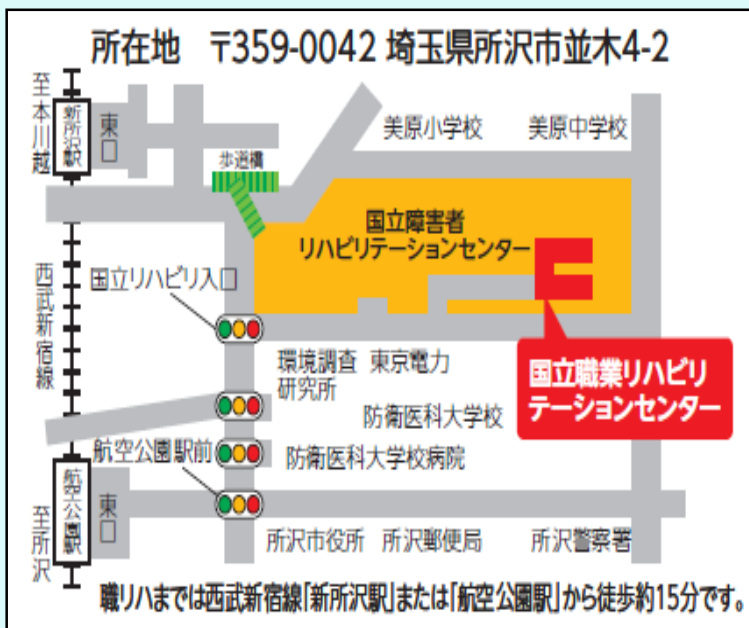 所在地 〒359-0042 埼玉県所沢市並木4-2
至本川越
新所沢駅
東口
歩道橋
美原小学校 美原中学校
国立障害者
リハビリテーションセンター
国立リハビリ入口
西武新宿線
環境調査
研究所
東京電力
国立職業リハビリ
テーションセンター
防衛医科大学校
航空公園駅前
防衛医科大学校病院
航空公園駅
東口
至所沢
所沢市役所 所沢郵便局 所沢警察署
職リハまでは西武新宿線「新所沢駅」または「航空公園駅」から徒歩約15分です。